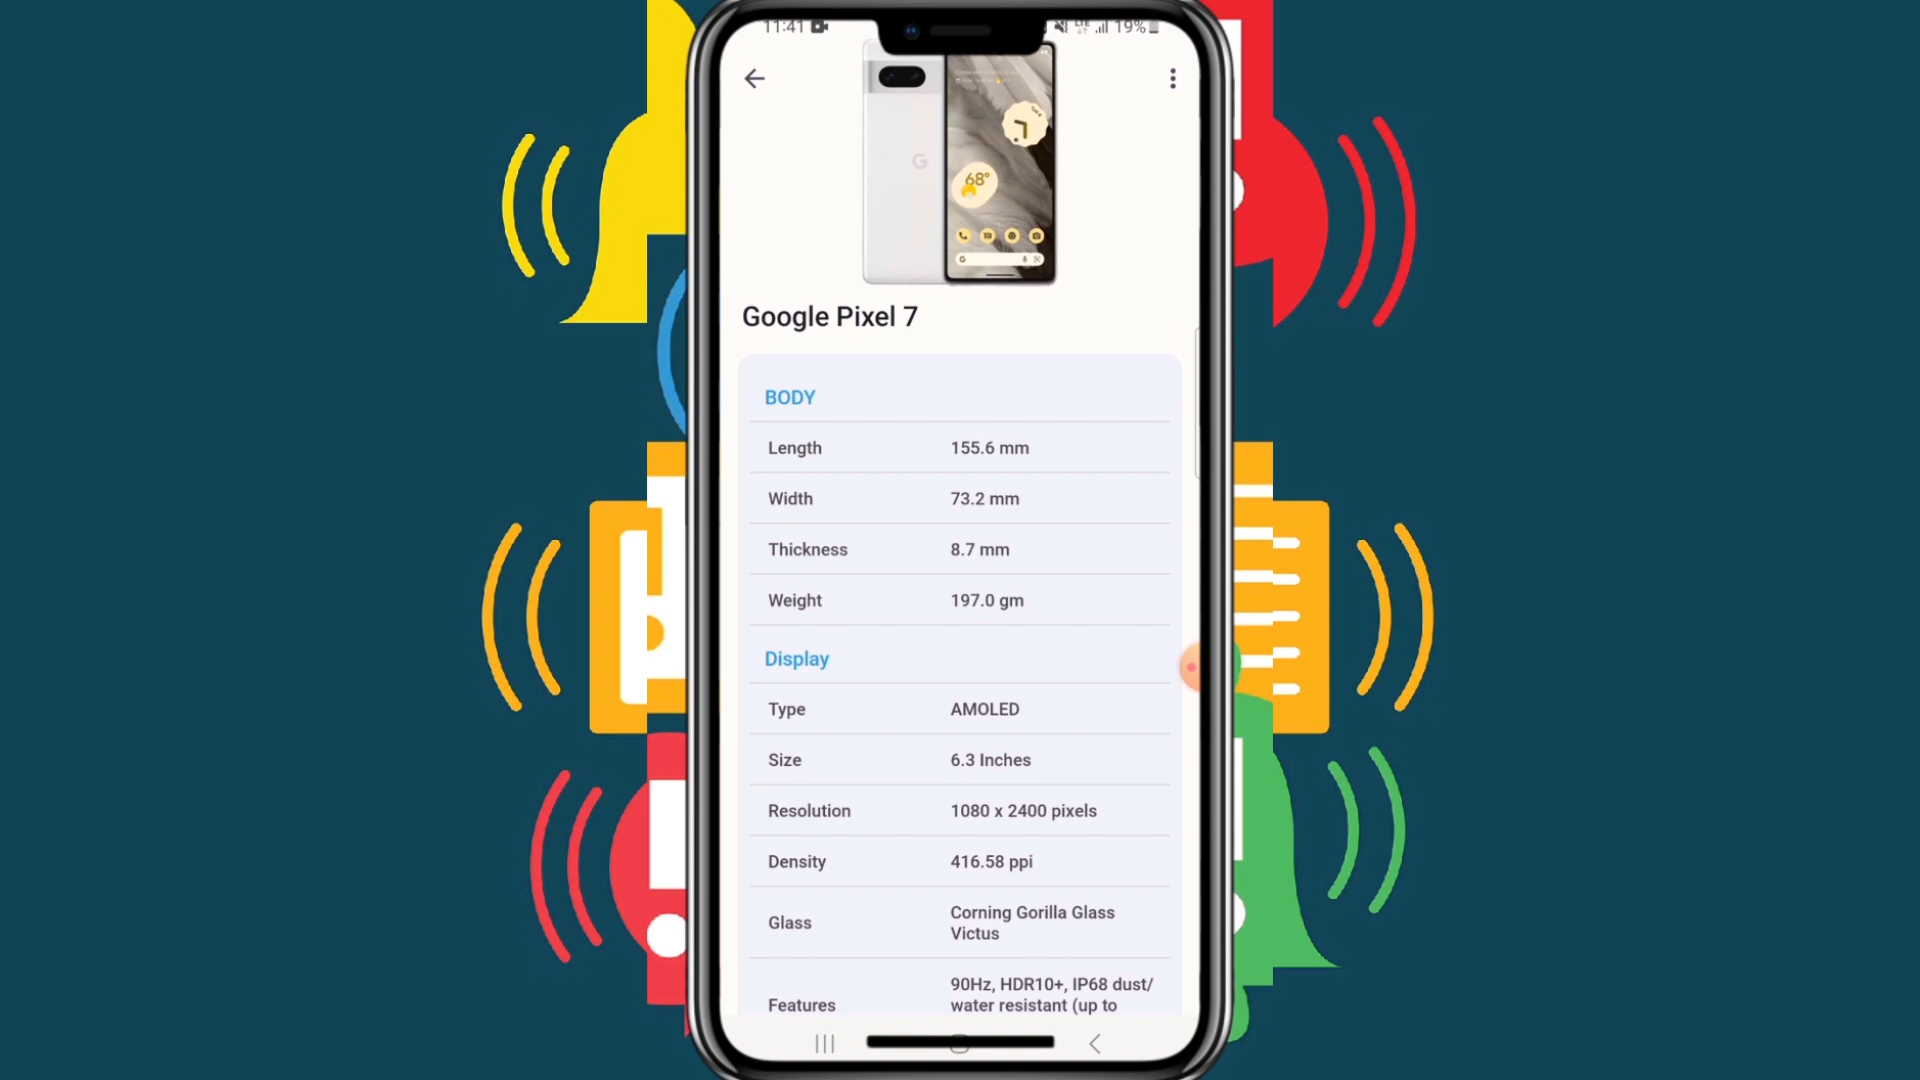 11:41 LTE 19%
G
68°
G
Google Pixel 7
BODY
Length 155.6 mm
Width 73.2 mm
Thickness 8.7 mm
Weight 197.0 gm
Display
Type AMOLED
Size 6.3 Inches
Resolution 1080 x 2400 pixels
Density 416.58 ppi
Glass Corning Gorilla Glass
Victus
Features 90Hz, HDR10+, IP68 dust/
water resistant (up to